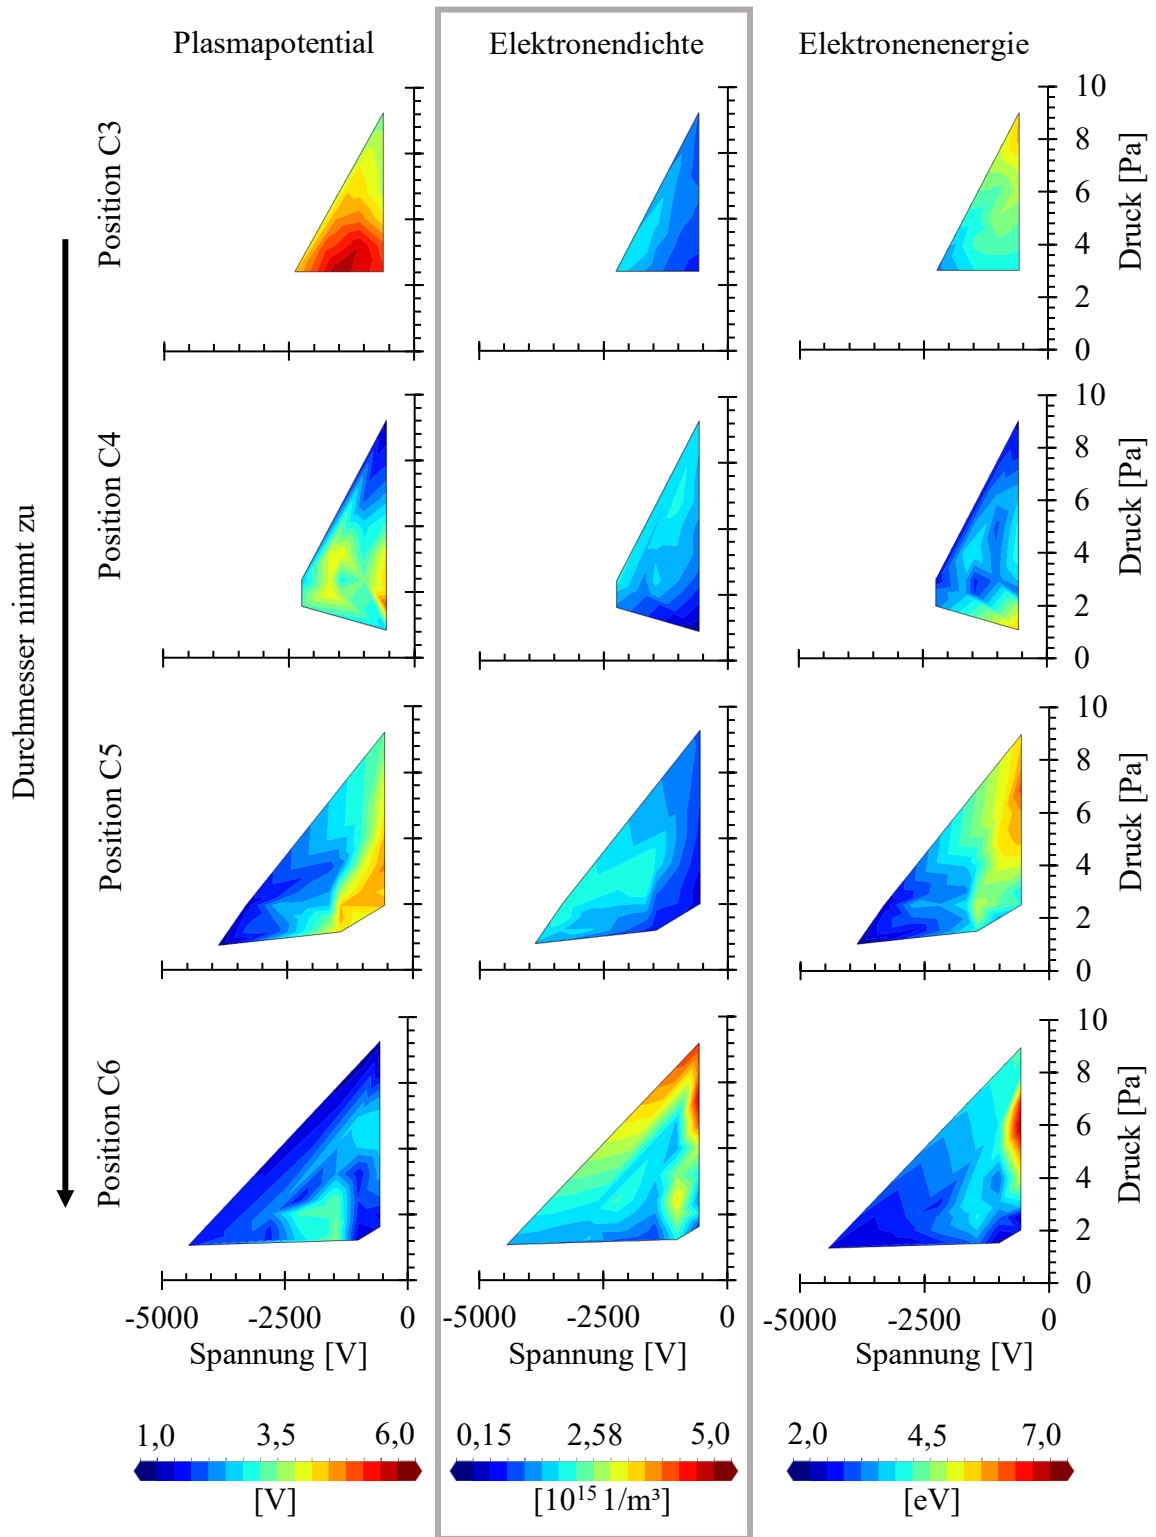 Plasmapotential Elektronendichte Elektronenenergie
Durchmesser nimmt zu
Position C3
10
8
6
4
2
0
Druck [Pa]
Position C4
10
8
6
4
2
0
Druck [Pa]
Position C5
10
8
6
4
2
0
Druck [Pa]
Position C6
10
8
6
4
2
0
Druck [Pa]
-5000 -2500 0 -5000 -2500 0 -5000 -2500 0
Spannung [V] Spannung [V] Spannung [V]
1,0 3,5 6,0 0,15 2,58 5,0 2,0 4,5 7,0
[V] [10¹⁵ 1/m³] [eV]